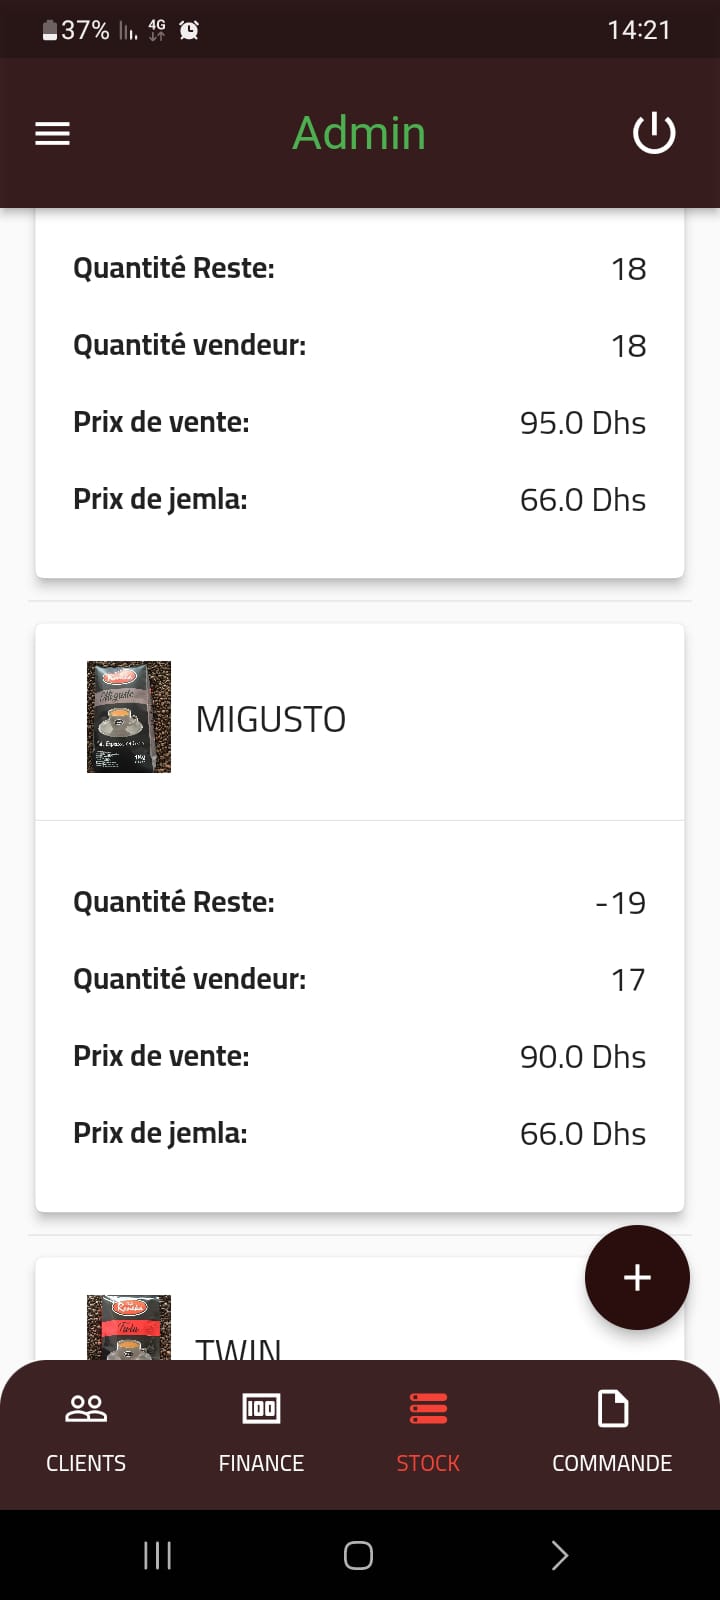 37% 4G 14:21
Admin
Quantité Reste: 18
Quantité vendeur: 18
Prix de vente: 95.0 Dhs
Prix de jemla: 66.0 Dhs
MIGUSTO
Quantité Reste: -19
Quantité vendeur: 17
Prix de vente: 90.0 Dhs
Prix de jemla: 66.0 Dhs
TWIN
+
100
CLIENTS FINANCE STOCK COMMANDE